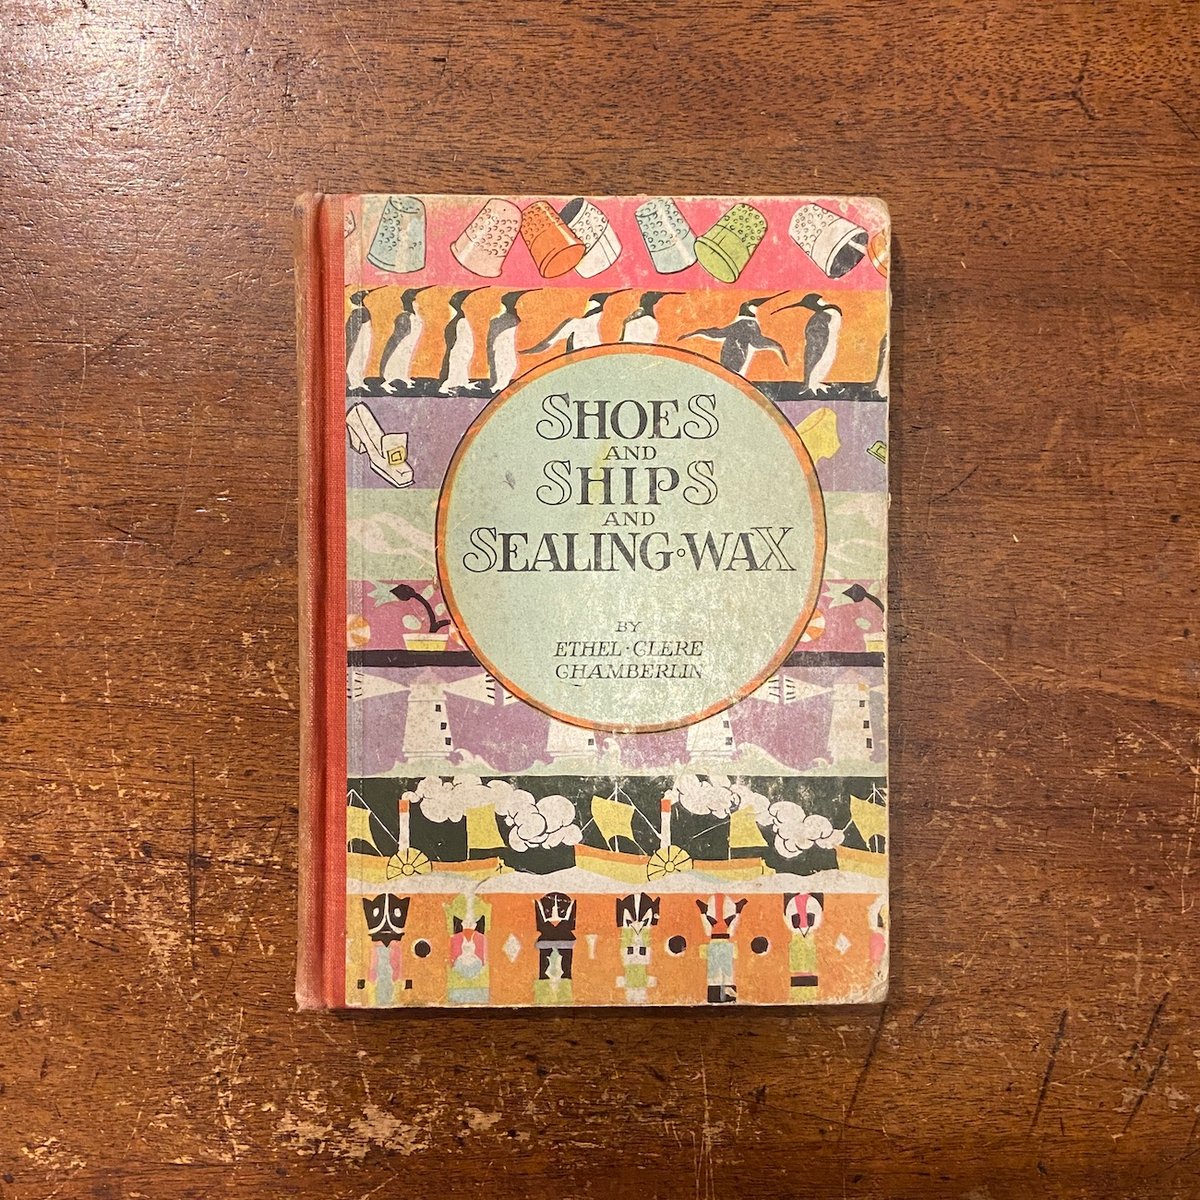 SHOES
AND
SHIPS
AND
SEALING·WAX
BY
ETHEL·CLERE
CHAMBERLIN